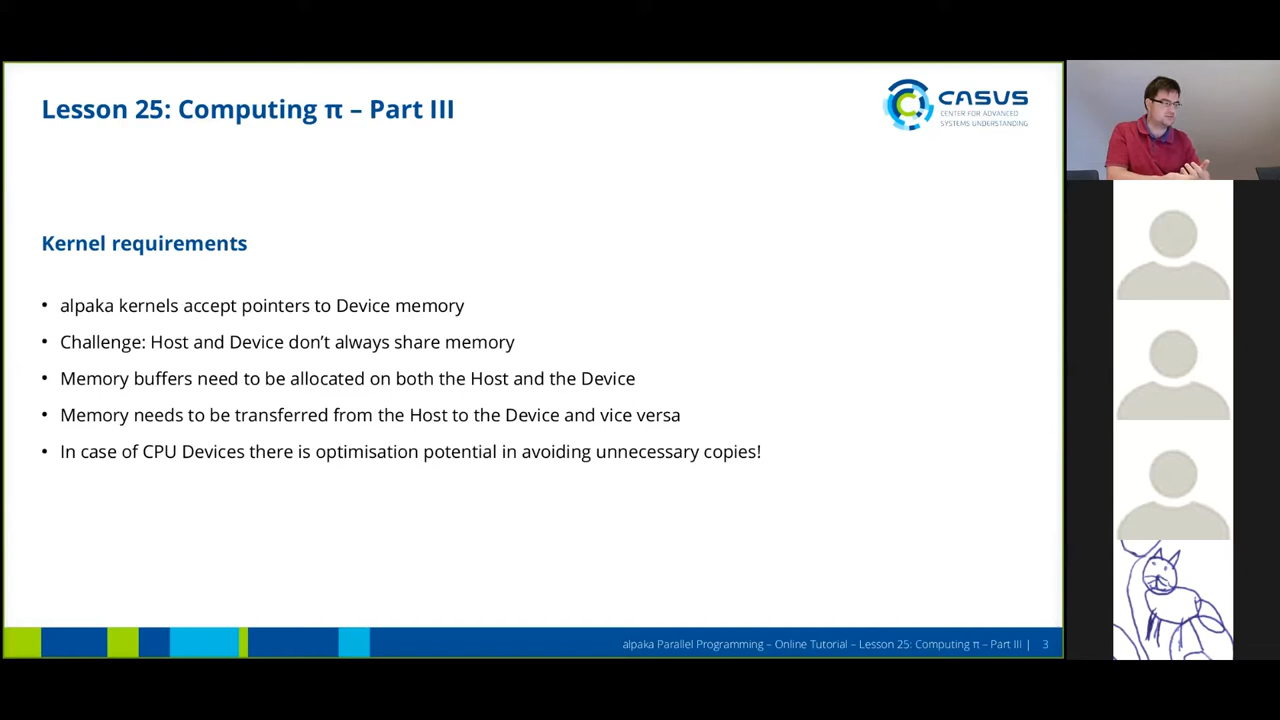 Lesson 25: Computing π – Part III
CASUS
CENTER FOR ADVANCED
SYSTEMS UNDERSTANDING
Kernel requirements
• alpaka kernels accept pointers to Device memory
• Challenge: Host and Device don’t always share memory
• Memory buffers need to be allocated on both the Host and the Device
• Memory needs to be transferred from the Host to the Device and vice versa
• In case of CPU Devices there is optimisation potential in avoiding unnecessary copies!
alpaka Parallel Programming – Online Tutorial – Lesson 25: Computing π – Part III | 3